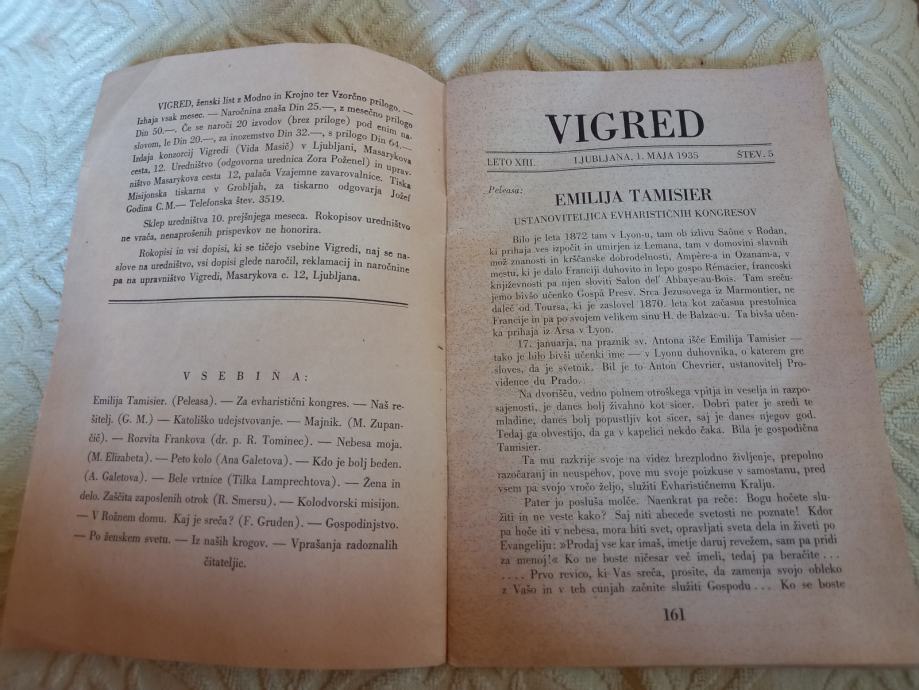 VIGRED, ženski list z Modno in Krojno ter Vzorčno prilogo. —
Izhaja vsak mesec. — Naročnina znaša Din 25.—, z mesečno prilogo
Din 50.—. Če se naroči 20 izvodov (brez priloge) pod enim na-
slovom, le Din 20.—, za inozemstvo Din 32.—, s prilogo Din 64.—
Izdaja konzorcij Vigred (Vida Masič) v Ljubljani, Masarykova
cesta, 12. Uredništvo (odgovorna urednica Zora Poženel) in uprav-
ništvo Masarykova cesta 12, palača Vzajemne zavarovalnice. Tiska
Misijonska tiskarna v Grobljah, za tiskarno odgovarja Jožef
Godina C.M.— Telefonska štev. 3519.
Sklep uredništva 10. prejšnjega meseca. Rokopisov uredništvo
ne vrača, nenaprošenih prispevkov ne honorira.
Rokopisi in vsi dopisi, ki se tičejo vsebine Vigredi, naj se na-
slove na uredništvo, vsi dopisi glede naročil, reklamacij in naročnine
pa na upravništvo Vigredi, Masarykova c. 12, Ljubljana.
VSEBINA:
Emilija Tamisier. (Peleasa). — Za evharistični kongres. — Naš re-
šitelj. (G. M.) — Katoliško udejstvovanje. — Majnik. (M. Zupan-
čič). — Rozvita Frankova (dr. p. R. Tominec). — Nebesa moja.
(M. Elizabeta). — Peto kolo (Ana Galetova). — Kdo je bolj beden.
(A. Galetova). — Bele vrtnice (Tilka Lamprechtova). — Žena in
delo. Zaščita zaposlenih otrok (R. Smersu). — Kolodvorski misijon.
— V Rožnem domu. Kaj je sreča? (F. Gruden). — Gospodinjstvo.
— Po ženskem svetu. — Iz naših krogov. — Vprašanja radoznalih
čitateljic.
VIGRED
LETO XIII. LJUBLJANA, 1. MAJA 1935 ŠTEV. 5
Peleasa:
EMILIJA TAMISIER
USTANOVITELJICA EVHARISTIČNIH KONGRESOV
Bilo je leta 1872 tam v Lyon-u, tam ob izlivu Saône v Rodan,
ki prihaja ves izpočit in umirjen iz Lemana, tam v domovini slavnih
mož znanosti in krščanske dobrodelnosti, Ampère-a in Ozanam-a, v
mestu, ki je dalo Franciji duhovito in lepo gospo Rémacier, francoski
književnosti pa njen sloviti Salon del' Abbaye-au-Bois. Tam sreču-
jemo bivšo učenko Gospâ Presv. Srca Jezusovega iz Marmontier, ne
daleč od Toursa, ki je zaslovel 1870. leta kot začasna prestolnica
Francije in pa po svojem velikem sinu H. de Balzac-u. Ta bivša učen-
ka prihaja iz Arsa v Lyon.
17. januarja, na praznik sv. Antona išče Emilija Tamisier —
tako je bilo bivši učenki ime — v Lyonu duhovnika, o katerem gre
sloves, da je svetnik. Bil je to Anton Chevrier, ustanovitelj Pro-
vidence du Prado.
Na dvorišču, vedno polnem otroškega vpitja in veselja in razpo-
sajenosti, je danes bolj živahno kot sicer. Dobri pater je sredi te
mladine, danes bolj popustljiv kot sicer, saj je danes njegov god.
Tedaj ga obvestijo, da ga v kapelici nekdo čaka. Bila je gospodična
Tamisier.
Ta mu razkrije svoje na videz brezplodno življenje, prepolno
razočaranj in neuspehov, pove mu svoje poizkuse v samostanu, pred
vsem pa svojo vročo željo, služiti Evharističnemu Kralju.
Pater jo posluša molče. Naenkrat pa reče: Bogu hočete slu-
žiti in ne veste kako? Saj niti abecede svetosti ne poznate! Kdor
pa hoče iti v nebesa, mora biti svet, opravljati sveta dela in živeti po
Evangeliju: »Prodaj vse kar imaš, imetje daruj revežem, sam pa pridi
za menoj!« Ko ne boste ničesar več imeli, tedaj pa beračite . . .
. . . . Prvo revico, ki Vas sreča, prosite, da zamenja svojo obleko
z Vašo in v teh cunjah začnite služiti Gospodu . . . Ko se boste
161